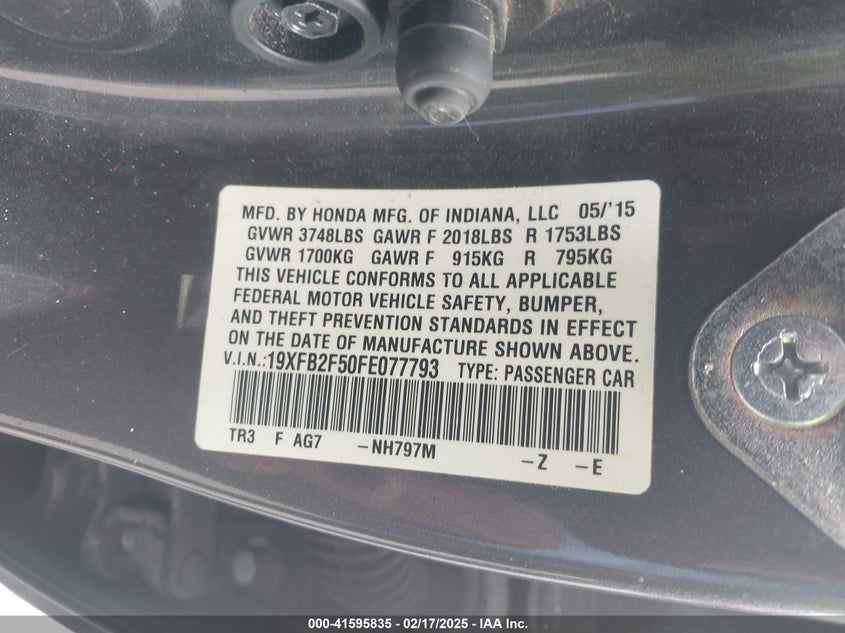 MFD. BY HONDA MFG. OF INDIANA, LLC 05/'15
GVWR 3748LBS GAWR F 2018LBS R 1753LBS
GVWR 1700KG GAWR F 915KG R 795KG
THIS VEHICLE CONFORMS TO ALL APPLICABLE
FEDERAL MOTOR VEHICLE SAFETY, BUMPER,
AND THEFT PREVENTION STANDARDS IN EFFECT
ON THE DATE OF MANUFACTURE SHOWN ABOVE.
V.I.N.:19XFB2F50FE077793 TYPE: PASSENGER CAR
TR3 F AG7 -NH797M -Z -E
000-41595835 - 02/17/2025 - IAA Inc.